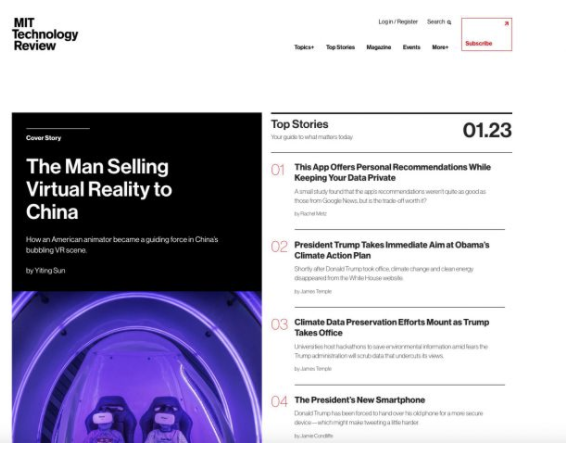 MIT
Technology
Review
Log in / Register Search
Topics+ Top Stories Magazine Events More+ Subscribe
Cover Story
The Man Selling
Virtual Reality to
China
How an American animator became a guiding force in China's
bubbling VR scene.
by Yiting Sun
Top Stories
Your guide to what matters today
01.23
01
This App Offers Personal Recommendations While
Keeping Your Data Private
A small study found that the app's recommendations weren't quite as good as
those from Google News, but is the trade-off worth it?
by Rachel Metz
02
President Trump Takes Immediate Aim at Obama's
Climate Action Plan
Shortly after Donald Trump took office, climate change and clean energy
disappeared from the White House website.
by James Temple
03
Climate Data Preservation Efforts Mount as Trump
Takes Office
Universities host hackathons to save environmental information amid fears the
Trump administration will scrub data that undercuts its views.
by James Temple
04
The President's New Smartphone
Donald Trump has been forced to hand over his old phone for a more secure
device—which might make tweeting a little harder.
by Jamie Condliffe